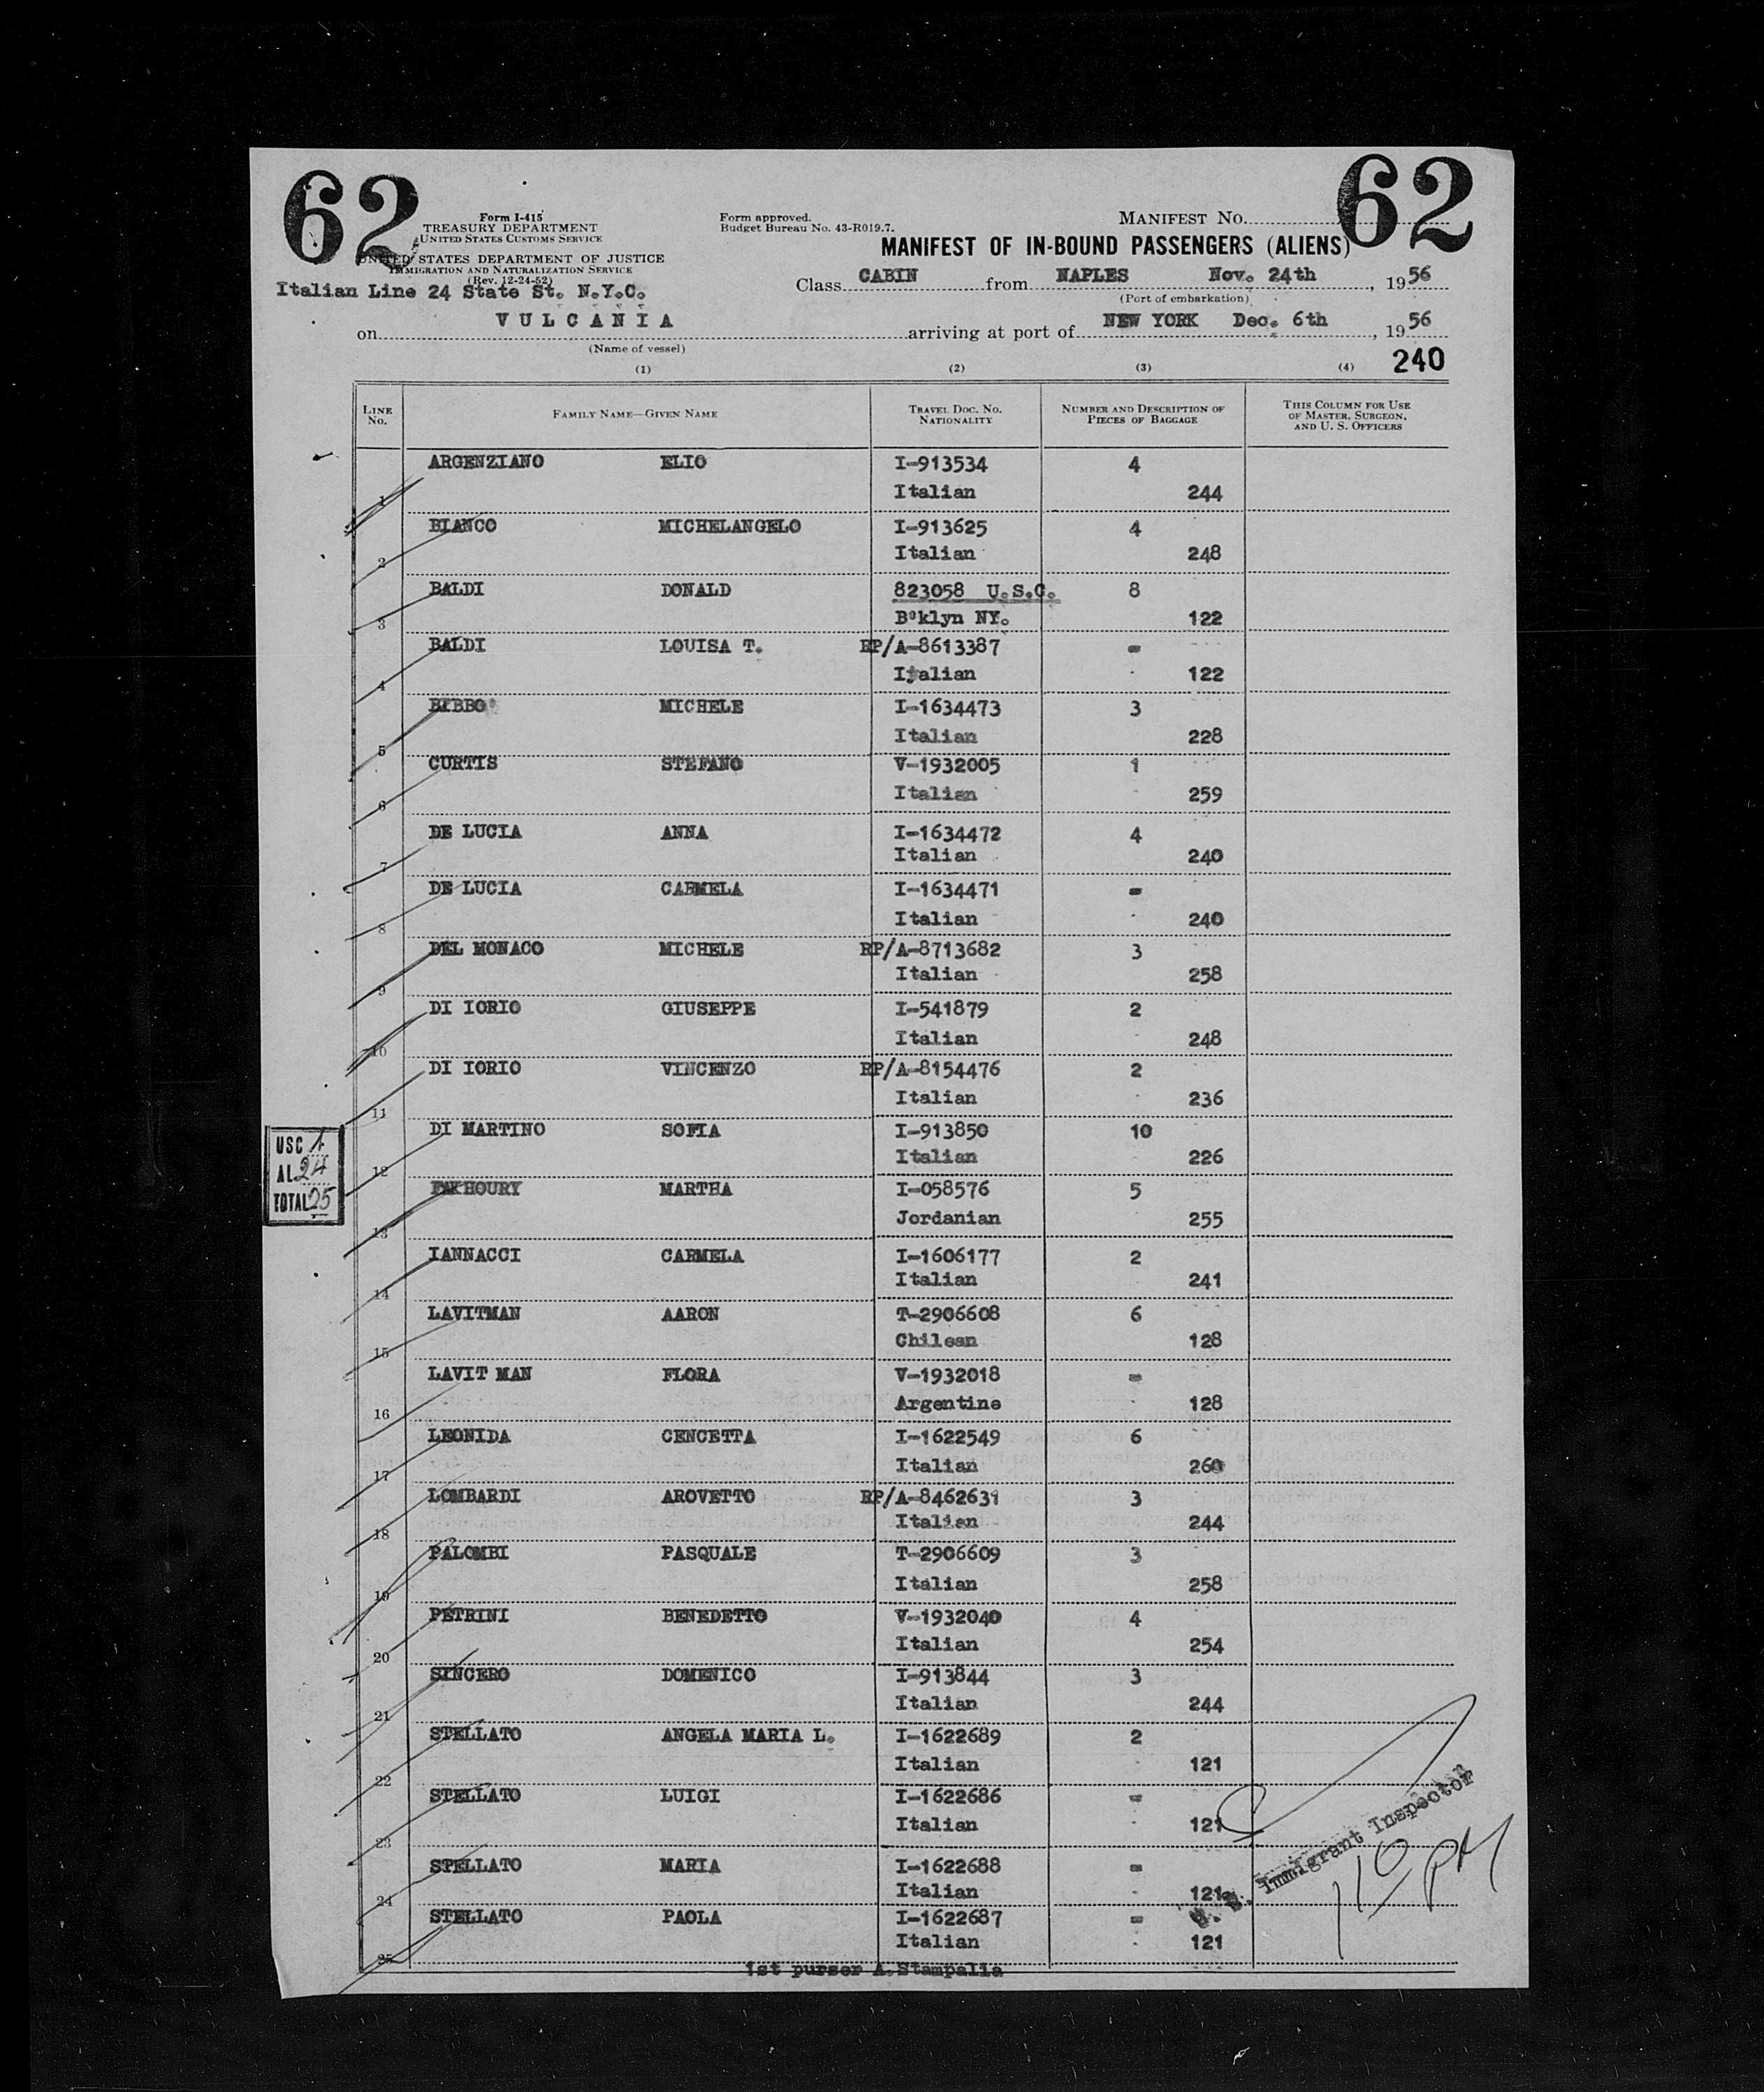 62
62
Form I-415
TREASURY DEPARTMENT
UNITED STATES CUSTOMS SERVICE
UNITED STATES DEPARTMENT OF JUSTICE
IMMIGRATION AND NATURALIZATION SERVICE
(Rev. 12-24-52)
Italian Line 24 State St. N.Y.C.
Form approved.
Budget Bureau No. 43-R019.7.
MANIFEST NO.
MANIFEST OF IN-BOUND PASSENGERS (ALIENS)
Class CABIN from NAPLES Nov. 24th, 1956
(Port of embarkation)
on VULCANIA arriving at port of NEW YORK Dec. 6th, 1956
(Name of vessel)
240
(1) (2) (3) (4)
LINE No. FAMILY NAME—GIVEN NAME TRAVEL DOC. NO. NATIONALITY NUMBER AND DESCRIPTION OF PIECES OF BAGGAGE THIS COLUMN FOR USE OF MASTER, SURGEON, AND U. S. OFFICERS
ARGENZIANO ELIO I-913534 4
1 Italian 244
BIANCO MICHELANGELO I-913625 4
2 Italian 248
BALDI DONALD 823058 U.S.C. 8
3 B'klyn NY. 122
BALDI LOUISA T. RP/A-8613387 -
4 Italian 122
BIBBO MICHELE I-1634473 3
5 Italian 228
CURTIS STEFANO V-1932005 1
6 Italian 259
DE LUCIA ANNA I-1634472 4
7 Italian 240
DE LUCIA CARMELA I-1634471 -
8 Italian 240
DEL MONACO MICHELE RP/A-8713682 3
9 Italian 258
DI IORIO GIUSEPPE I-541879 2
10 Italian 248
DI IORIO VINCENZO RP/A-8154476 2
11 Italian 236
DI MARTINO SOFIA I-913850 10
12 Italian 226
FAKHOURY MARTHA I-058576 5
13 Jordanian 255
IANNACCI CARMELA I-1606177 2
14 Italian 241
LAVITMAN AARON T-2906608 6
15 Chilean 128
LAVIT MAN FLORA V-1932018 -
16 Argentine 128
LEONIDA CENCETTA I-1622549 6
17 Italian 260
LOMBARDI AROVETTO RP/A-8462631 3
18 Italian 244
PALOMBI PASQUALE T-2906609 3
19 Italian 258
PETRINI BENEDETTO V-1932040 4
20 Italian 254
SINCERO DOMENICO I-913844 3
21 Italian 244
STELLATO ANGELA MARIA L. I-1622689 2
22 Italian 121
STELLATO LUIGI I-1622686 -
23 Italian 121
STELLATO MARIA I-1622688 -
24 Italian 121
STELLATO PAOLA I-1622687 -
25 Italian 121
1st purser A.Stampalia
USC 1
AL 24
TOTAL 25
Immigrant Inspector
110 PM